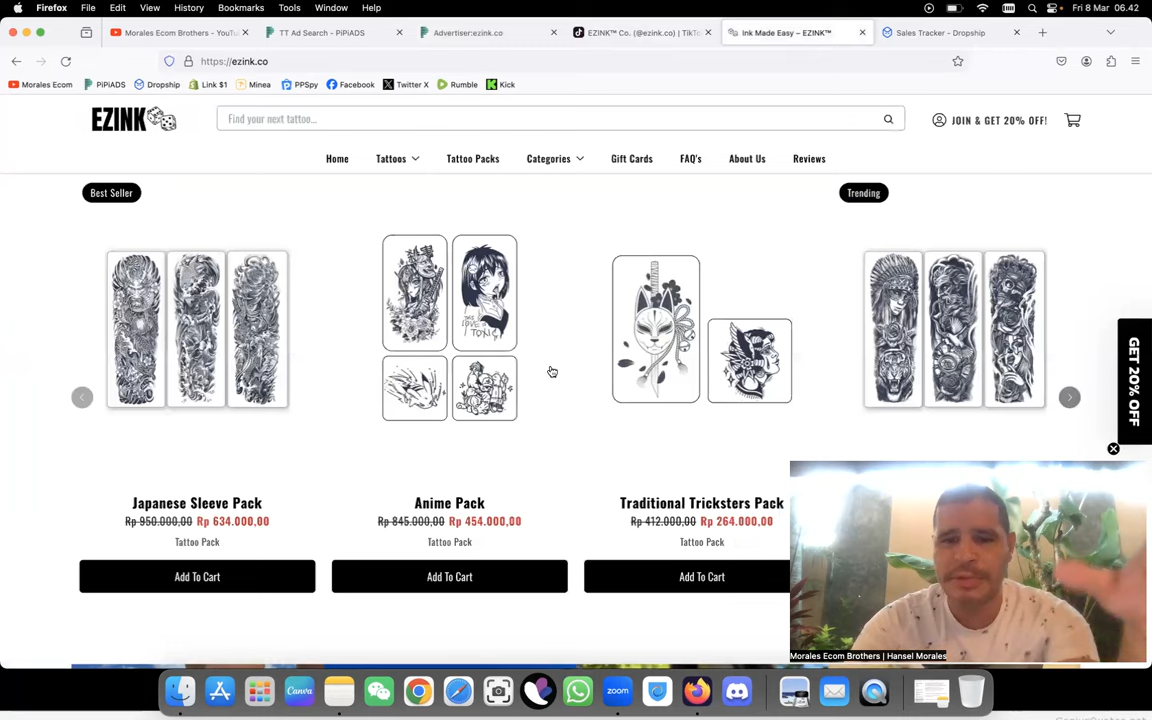 Firefox File Edit View History Bookmarks Tools Window Help Fri 8 Mar 06.42
Morales Ecom Brothers - YouTu TT Ad Search - PiPiADS Advertiser:ezink.co EZINK™ Co. (@ezink.co) | TikTo Ink Made Easy – EZINK™ Sales Tracker - Dropship
https://ezink.co
Morales Ecom PiPiADS Dropship Link $1 Minea PPSpy Facebook Twitter X Rumble Kick
EZINK
Find your next tattoo...
JOIN & GET 20% OFF!
Home Tattoos Tattoo Packs Categories Gift Cards FAQ's About Us Reviews
Best Seller
Trending
GET 20% OFF
Japanese Sleeve Pack
Rp 950.000,00 Rp 634.000,00
Tattoo Pack
Add To Cart
Anime Pack
Rp 845.000,00 Rp 454.000,00
Tattoo Pack
Add To Cart
Traditional Tricksters Pack
Rp 412.000,00 Rp 264.000,00
Tattoo Pack
Add To Cart
Morales Ecom Brothers | Hansel Morales
Canva
zoom